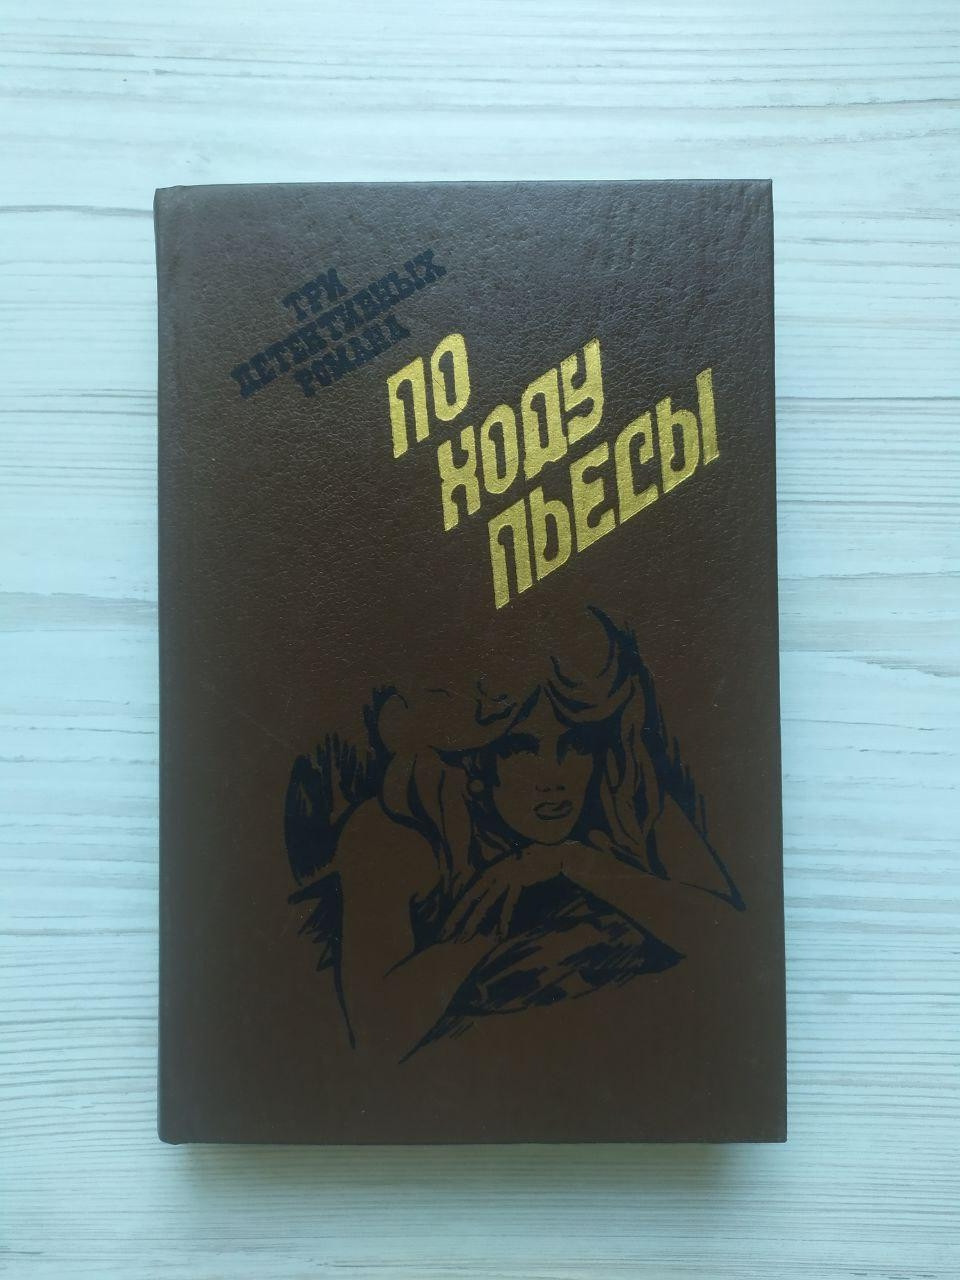 ТРИ
ДЕТЕКТИВНЫХ
РОМАНА
ПО
ХОДУ
ПЬЕСЫ